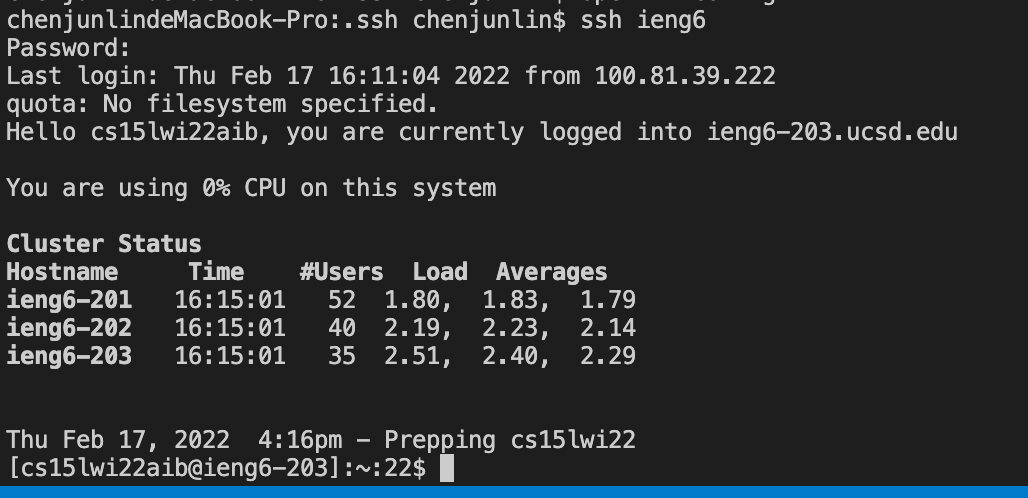 chenjunlindeMacBook-Pro:.ssh chenjunlin$ ssh ieng6
Password:
Last login: Thu Feb 17 16:11:04 2022 from 100.81.39.222
quota: No filesystem specified.
Hello cs15lwi22aib, you are currently logged into ieng6-203.ucsd.edu
You are using 0% CPU on this system
Cluster Status
Hostname     Time    #Users  Load  Averages
ieng6-201   16:15:01   52  1.80,  1.83,  1.79
ieng6-202   16:15:01   40  2.19,  2.23,  2.14
ieng6-203   16:15:01   35  2.51,  2.40,  2.29
Thu Feb 17, 2022  4:16pm - Prepping cs15lwi22
[cs15lwi22aib@ieng6-203]:~:22$